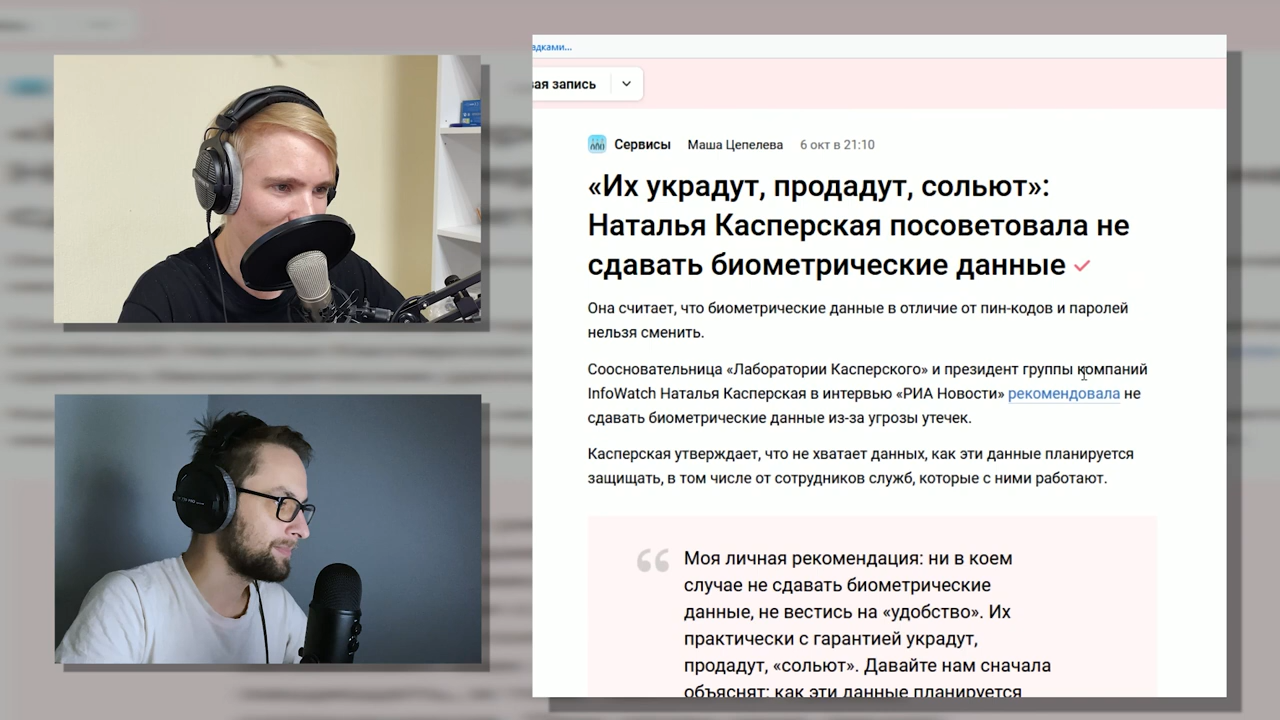 адками...
вая запись
Сервисы Маша Цепелева 6 окт в 21:10
«Их украдут, продадут, сольют»:
Наталья Касперская посоветовала не
сдавать биометрические данные
Она считает, что биометрические данные в отличие от пин-кодов и паролей
нельзя сменить.
Сооосновательница «Лаборатории Касперского» и президент группы компаний
InfoWatch Наталья Касперская в интервью «РИА Новости» рекомендовала не
сдавать биометрические данные из-за угрозы утечек.
Касперская утверждает, что не хватает данных, как эти данные планируется
защищать, в том числе от сотрудников служб, которые с ними работают.
Моя личная рекомендация: ни в коем
случае не сдавать биометрические
данные, не вестись на «удобство». Их
практически с гарантией украдут,
продадут, «сольют». Давайте нам сначала
объяснят: как эти данные планируется